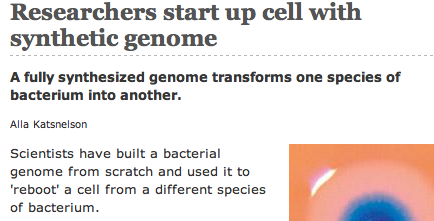 Researchers start up cell with
synthetic genome
A fully synthesized genome transforms one species of
bacterium into another.
Alla Katsnelson
Scientists have built a bacterial
genome from scratch and used it to
'reboot' a cell from a different species
of bacterium.